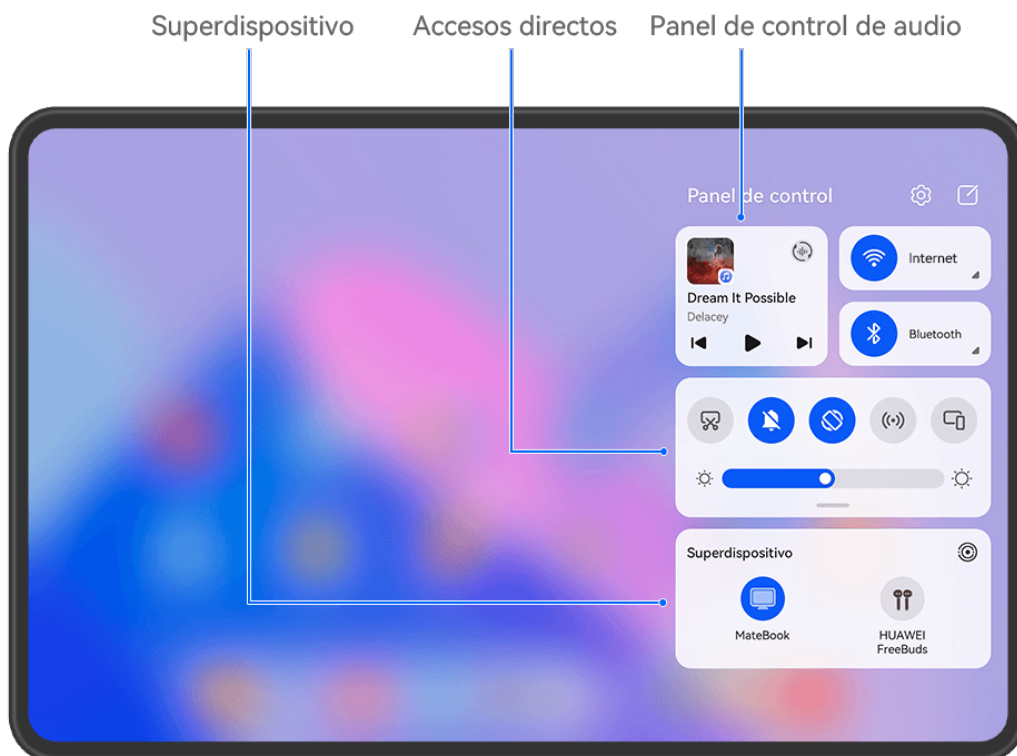 Superdispositivo
Accesos directos
Panel de control de audio
Panel de control
Dream It Possible
Delacey
Internet
Bluetooth
Superdispositivo
MateBook
HUAWEI
FreeBuds